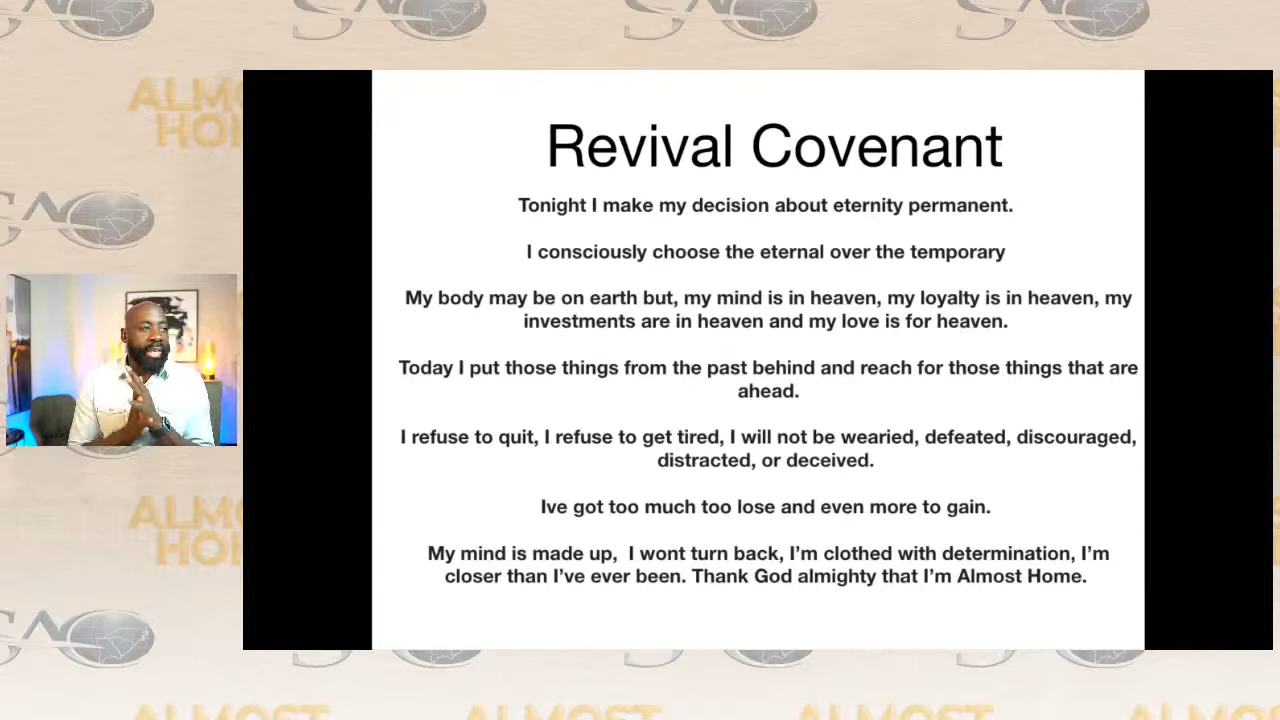 Revival Covenant
Tonight I make my decision about eternity permanent.
I consciously choose the eternal over the temporary
My body may be on earth but, my mind is in heaven, my loyalty is in heaven, my
investments are in heaven and my love is for heaven.
Today I put those things from the past behind and reach for those things that are
ahead.
I refuse to quit, I refuse to get tired, I will not be wearied, defeated, discouraged,
distracted, or deceived.
Ive got too much too lose and even more to gain.
My mind is made up,  I wont turn back, I’m clothed with determination, I’m
closer than I’ve ever been. Thank God almighty that I’m Almost Home.
ALMOST
ALMOST
ALMOST